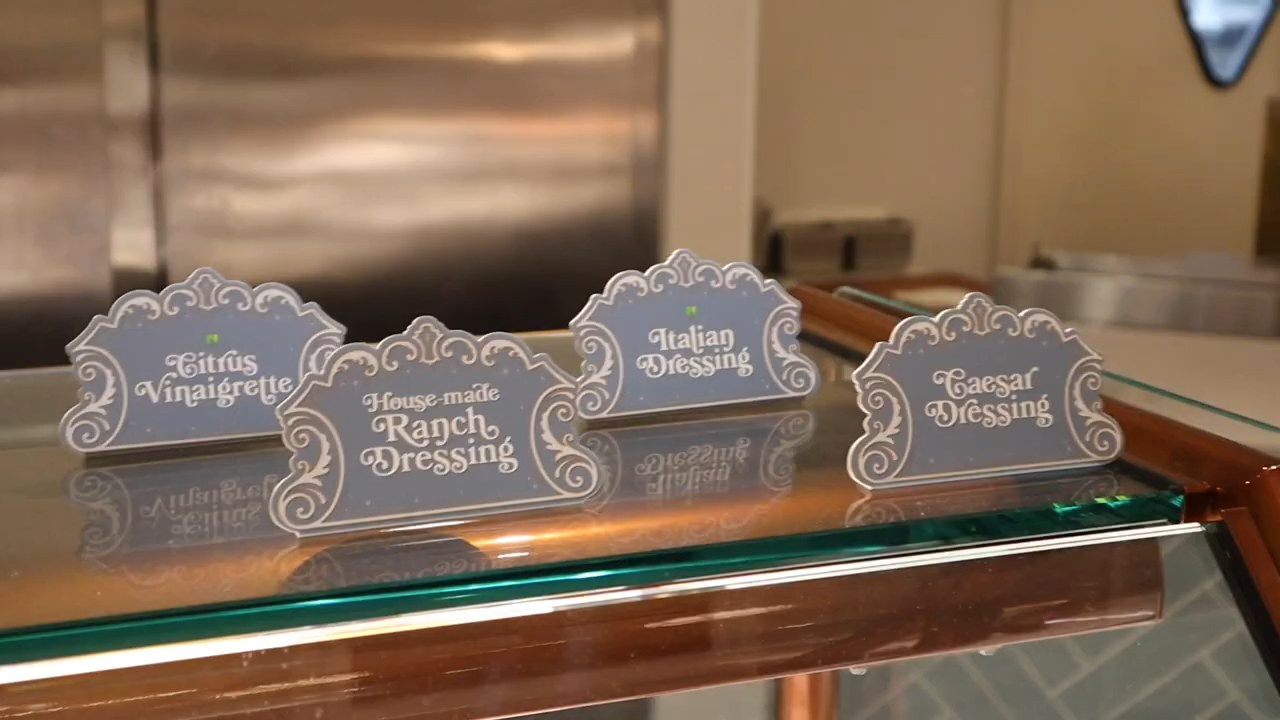 Citrus
Vinaigrette
House-made
Ranch
Dressing
Italian
Dressing
Caesar
Dressing